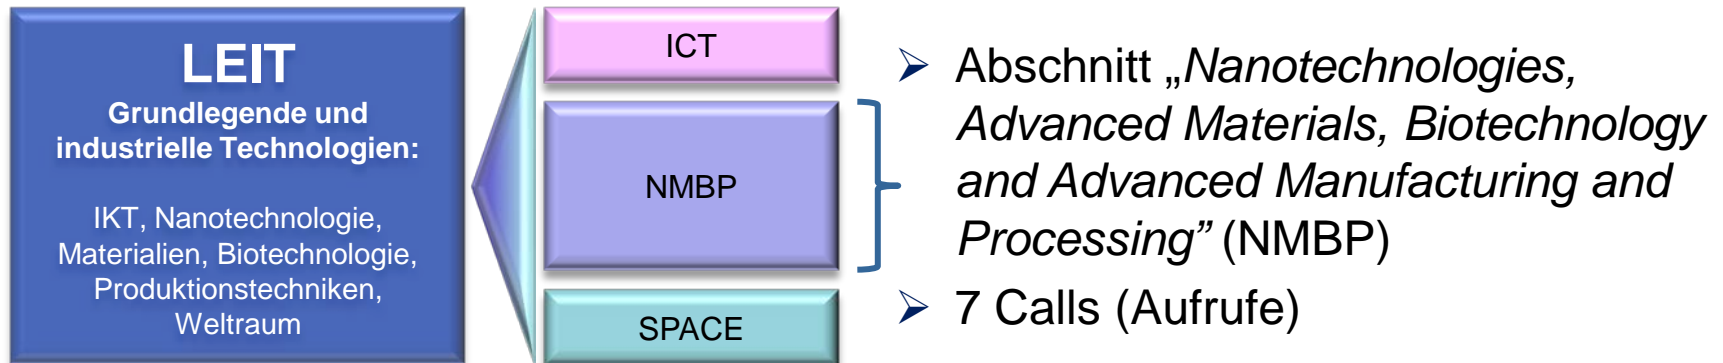 LEIT
Grundlegende und
industrielle Technologien:
IKT, Nanotechnologie,
Materialien, Biotechnologie,
Produktionstechniken,
Weltraum
ICT
NMBP
SPACE
➢ Abschnitt „Nanotechnologies,
Advanced Materials, Biotechnology
and Advanced Manufacturing and
Processing” (NMBP)
➢ 7 Calls (Aufrufe)